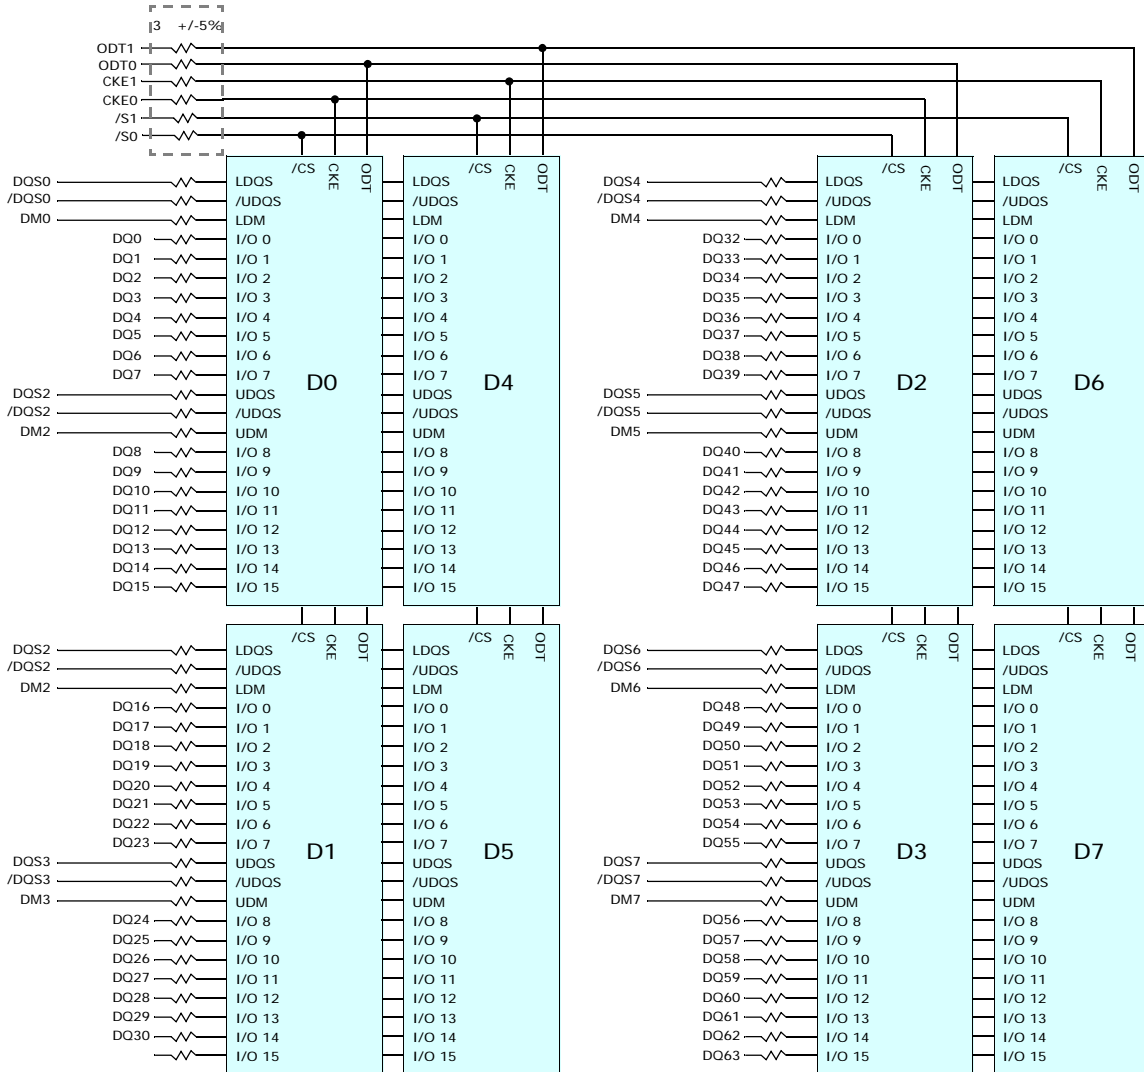 3 +/-5%
ODT1
ODT0
CKE1
CKE0
/S1
/S0
/CS CKE ODT /CS CKE ODT /CS CKE ODT /CS CKE ODT
DQS0 LDQS LDQS DQS4 LDQS LDQS
/DQS0 /UDQS /UDQS /DQS4 /UDQS /UDQS
DM0 LDM LDM DM4 LDM LDM
DQ0 I/O 0 I/O 0 DQ32 I/O 0 I/O 0
DQ1 I/O 1 I/O 1 DQ33 I/O 1 I/O 1
DQ2 I/O 2 I/O 2 DQ34 I/O 2 I/O 2
DQ3 I/O 3 I/O 3 DQ35 I/O 3 I/O 3
DQ4 I/O 4 I/O 4 DQ36 I/O 4 I/O 4
DQ5 I/O 5 I/O 5 DQ37 I/O 5 I/O 5
DQ6 I/O 6 I/O 6 DQ38 I/O 6 I/O 6
DQ7 I/O 7 I/O 7 DQ39 I/O 7 I/O 7
D0 D4 D2 D6
DQS2 UDQS UDQS DQS5 UDQS UDQS
/DQS2 /UDQS /UDQS /DQS5 /UDQS /UDQS
DM2 UDM UDM DM5 UDM UDM
DQ8 I/O 8 I/O 8 DQ40 I/O 8 I/O 8
DQ9 I/O 9 I/O 9 DQ41 I/O 9 I/O 9
DQ10 I/O 10 I/O 10 DQ42 I/O 10 I/O 10
DQ11 I/O 11 I/O 11 DQ43 I/O 11 I/O 11
DQ12 I/O 12 I/O 12 DQ44 I/O 12 I/O 12
DQ13 I/O 13 I/O 13 DQ45 I/O 13 I/O 13
DQ14 I/O 14 I/O 14 DQ46 I/O 14 I/O 14
DQ15 I/O 15 I/O 15 DQ47 I/O 15 I/O 15
/CS CKE ODT /CS CKE ODT /CS CKE ODT /CS CKE ODT
DQS2 LDQS LDQS DQS6 LDQS LDQS
/DQS2 /UDQS /UDQS /DQS6 /UDQS /UDQS
DM2 LDM LDM DM6 LDM LDM
DQ16 I/O 0 I/O 0 DQ48 I/O 0 I/O 0
DQ17 I/O 1 I/O 1 DQ49 I/O 1 I/O 1
DQ18 I/O 2 I/O 2 DQ50 I/O 2 I/O 2
DQ19 I/O 3 I/O 3 DQ51 I/O 3 I/O 3
DQ20 I/O 4 I/O 4 DQ52 I/O 4 I/O 4
DQ21 I/O 5 I/O 5 DQ53 I/O 5 I/O 5
DQ22 I/O 6 I/O 6 DQ54 I/O 6 I/O 6
DQ23 I/O 7 I/O 7 DQ55 I/O 7 I/O 7
D1 D5 D3 D7
DQS3 UDQS UDQS DQS7 UDQS UDQS
/DQS3 /UDQS /UDQS /DQS7 /UDQS /UDQS
DM3 UDM UDM DM7 UDM UDM
DQ24 I/O 8 I/O 8 DQ56 I/O 8 I/O 8
DQ25 I/O 9 I/O 9 DQ57 I/O 9 I/O 9
DQ26 I/O 10 I/O 10 DQ58 I/O 10 I/O 10
DQ27 I/O 11 I/O 11 DQ59 I/O 11 I/O 11
DQ28 I/O 12 I/O 12 DQ60 I/O 12 I/O 12
DQ29 I/O 13 I/O 13 DQ61 I/O 13 I/O 13
DQ30 I/O 14 I/O 14 DQ62 I/O 14 I/O 14
I/O 15 I/O 15 DQ63 I/O 15 I/O 15